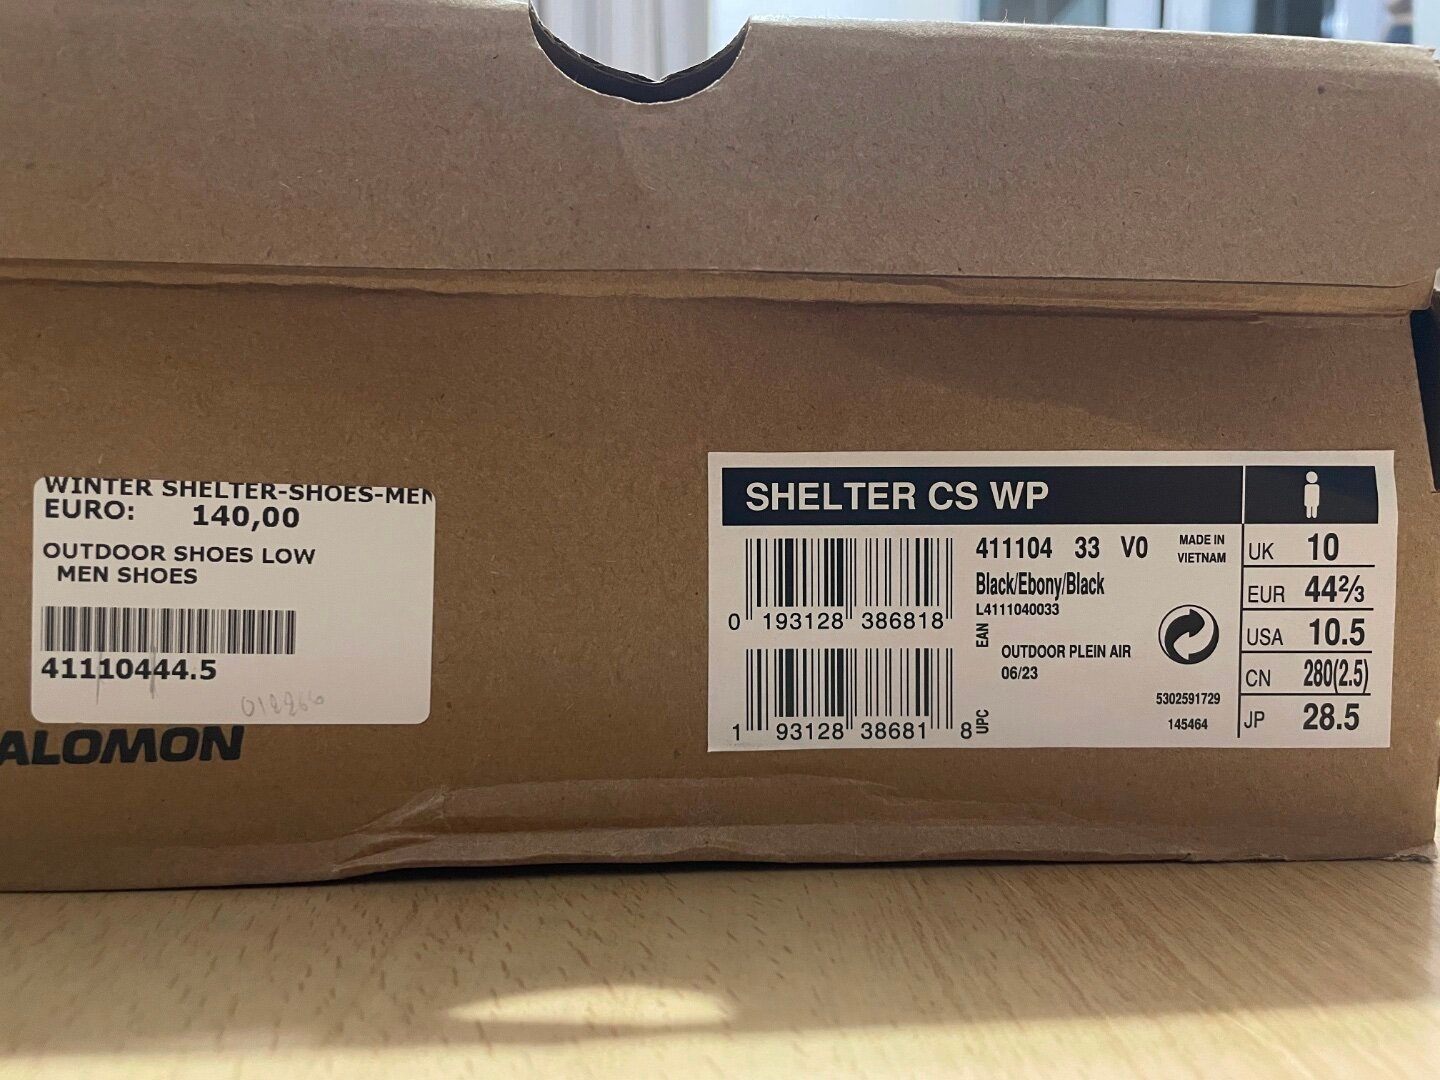 WINTER SHELTER-SHOES-MEN
EURO: 140,00
OUTDOOR SHOES LOW
MEN SHOES
41110444.5
ALOMON
SHELTER CS WP
411104 33 V0
MADE IN
VIETNAM
Black/Ebony/Black
L4111040033
0 193128 386818
EAN
OUTDOOR PLEIN AIR
06/23
1 93128 38681 8
UPC
5302591729
145464
UK 10
EUR 44⅔
USA 10.5
CN 280(2.5)
JP 28.5